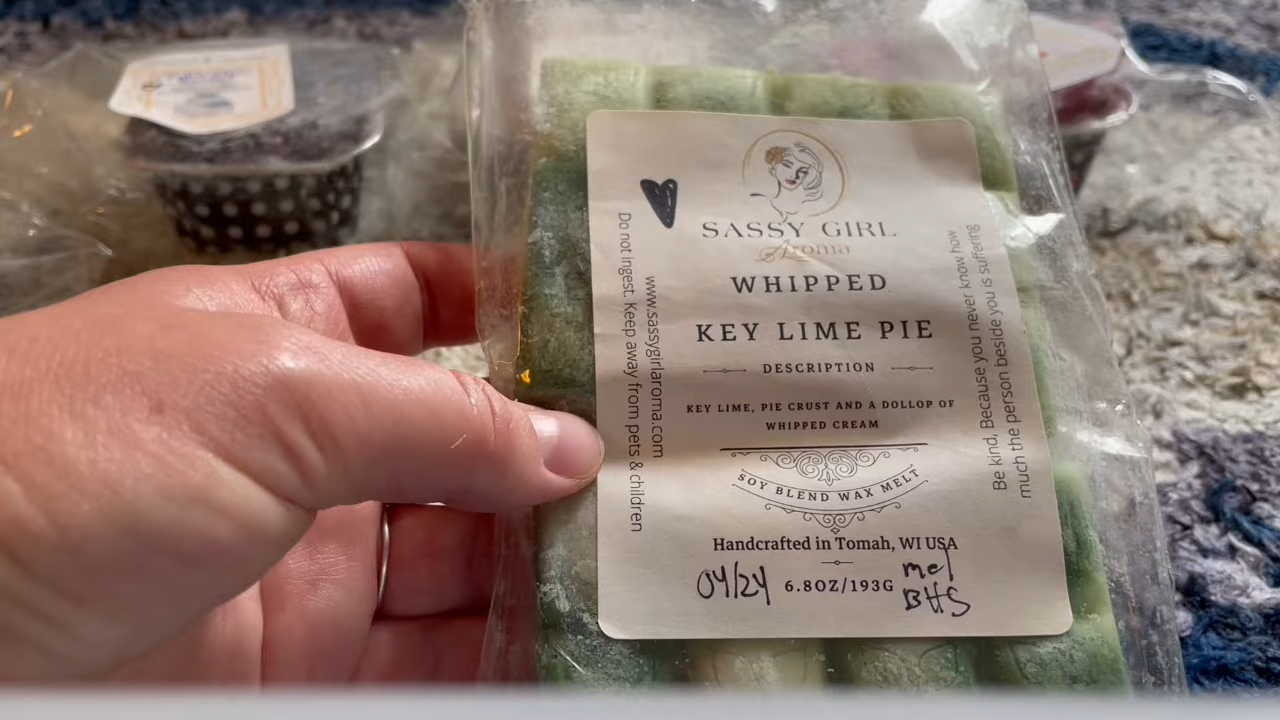 SASSY GIRL
Aroma
WHIPPED
KEY LIME PIE
DESCRIPTION
KEY LIME, PIE CRUST AND A DOLLOP OF
WHIPPED CREAM
SOY BLEND WAX MELT
Handcrafted in Tomah, WI USA
04/24 6.8OZ/193G mel
BHS
Do not ingest. Keep away from pets & children
www.sassygirlaroma.com
Be kind, Because you never know how
much the person beside you is suffering